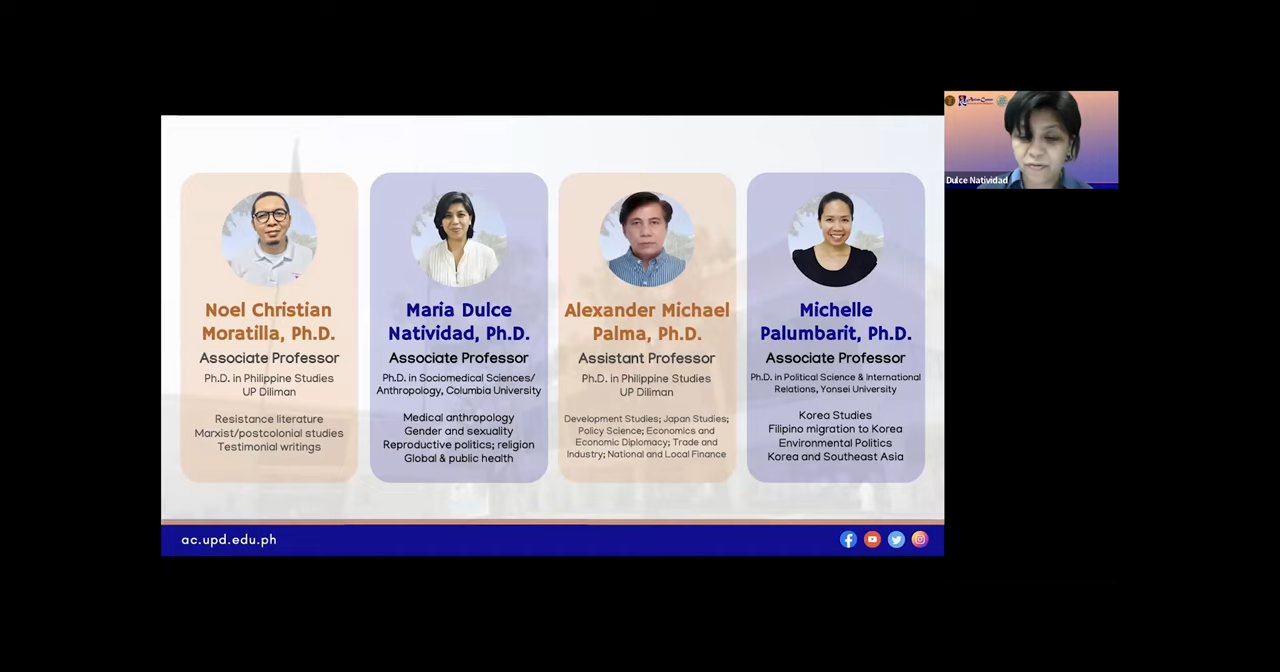 Noel Christian
Moratilla, Ph.D.
Associate Professor
Ph.D. in Philippine Studies
UP Diliman
Resistance literature
Marxist/postcolonial studies
Testimonial writings
Maria Dulce
Natividad, Ph.D.
Associate Professor
Ph.D. in Sociomedical Sciences/
Anthropology, Columbia University
Medical anthropology
Gender and sexuality
Reproductive politics; religion
Global & public health
Alexander Michael
Palma, Ph.D.
Assistant Professor
Ph.D. in Philippine Studies
UP Diliman
Development Studies; Japan Studies;
Policy Science; Economics and
Economic Diplomacy; Trade and
Industry; National and Local Finance
Michelle
Palumbarit, Ph.D.
Associate Professor
Ph.D. in Political Science & International
Relations, Yonsei University
Korea Studies
Filipino migration to Korea
Environmental Politics
Korea and Southeast Asia
ac.upd.edu.ph
Dulce Natividad